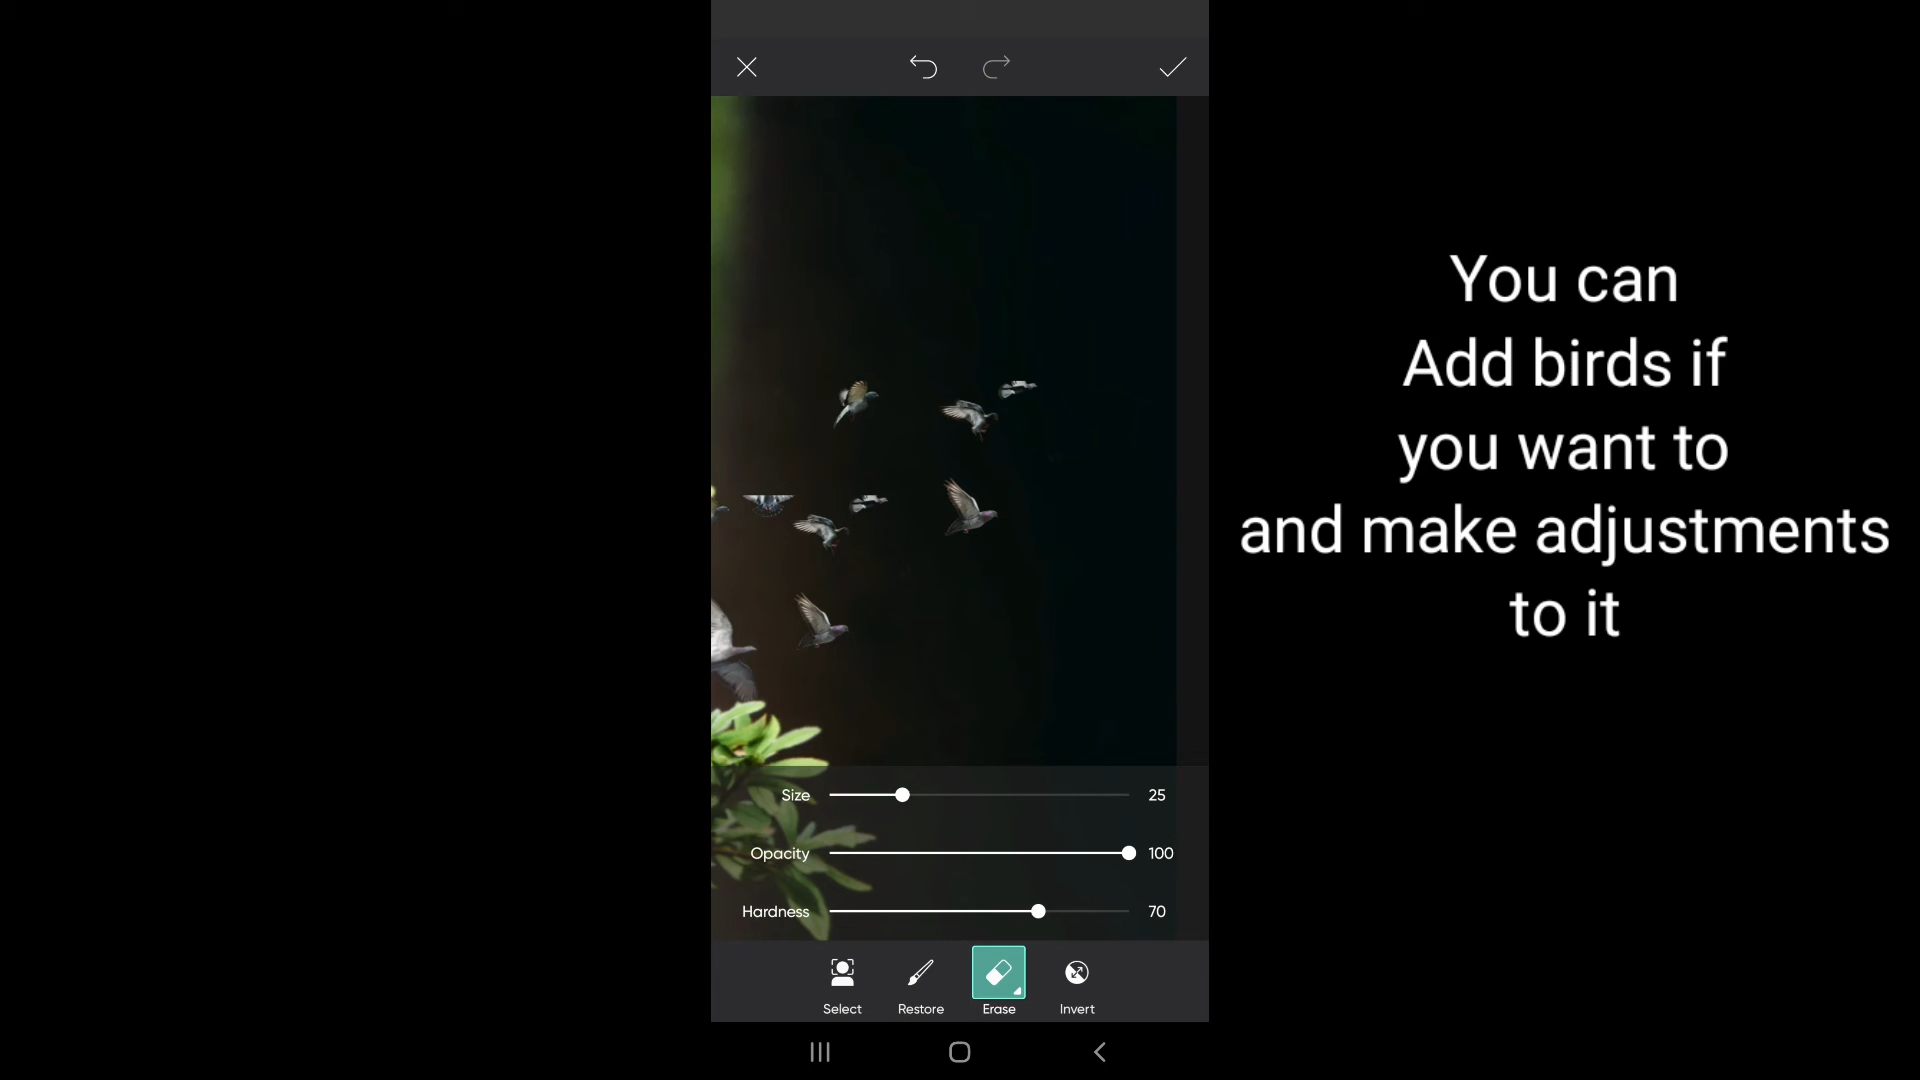 You can
Add birds if
you want to
and make adjustments
to it
Size 25
Opacity 100
Hardness 70
Select Restore Erase Invert